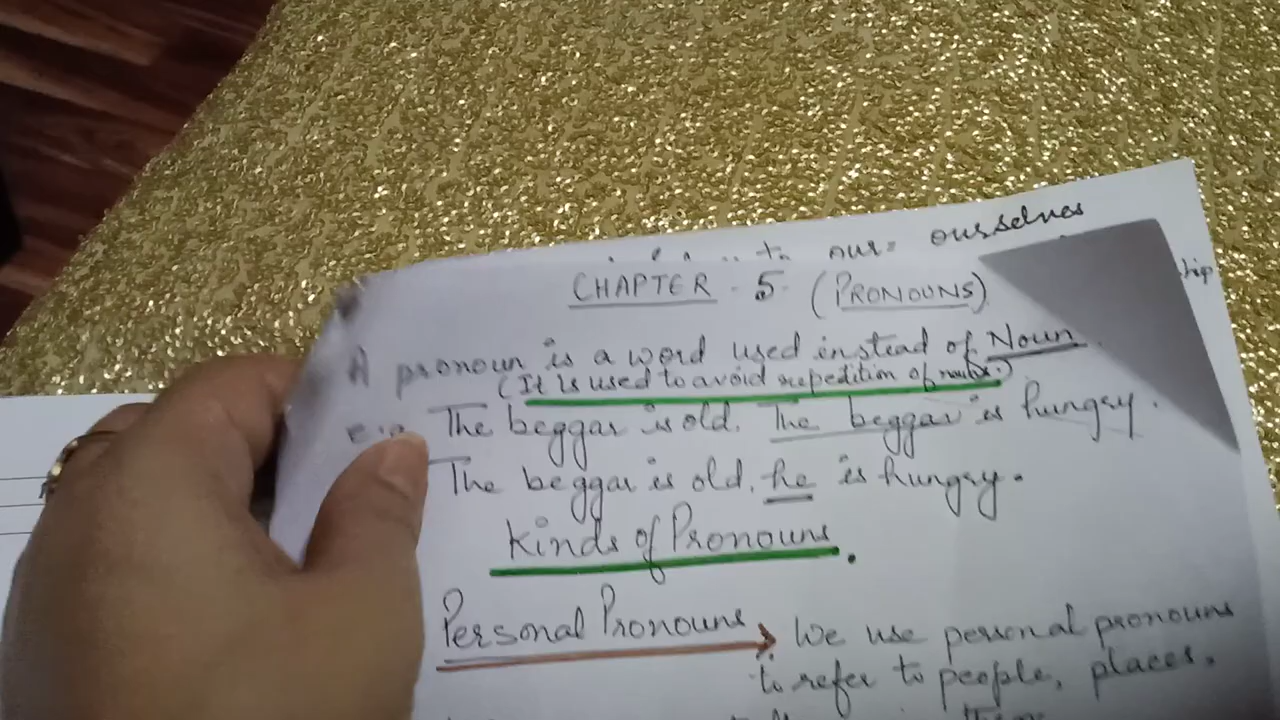 our = ourselves
hip
CHAPTER - 5 - (PRONOUNS)
A pronoun is a word used instead of Noun.
(It is used to avoid repedition of nouns.)
e.g. The beggar is old. The beggar is hungry.
The beggar is old, he is hungry.
Kinds of Pronouns.
Personal Pronouns → We use personal pronouns
to refer to people, places,